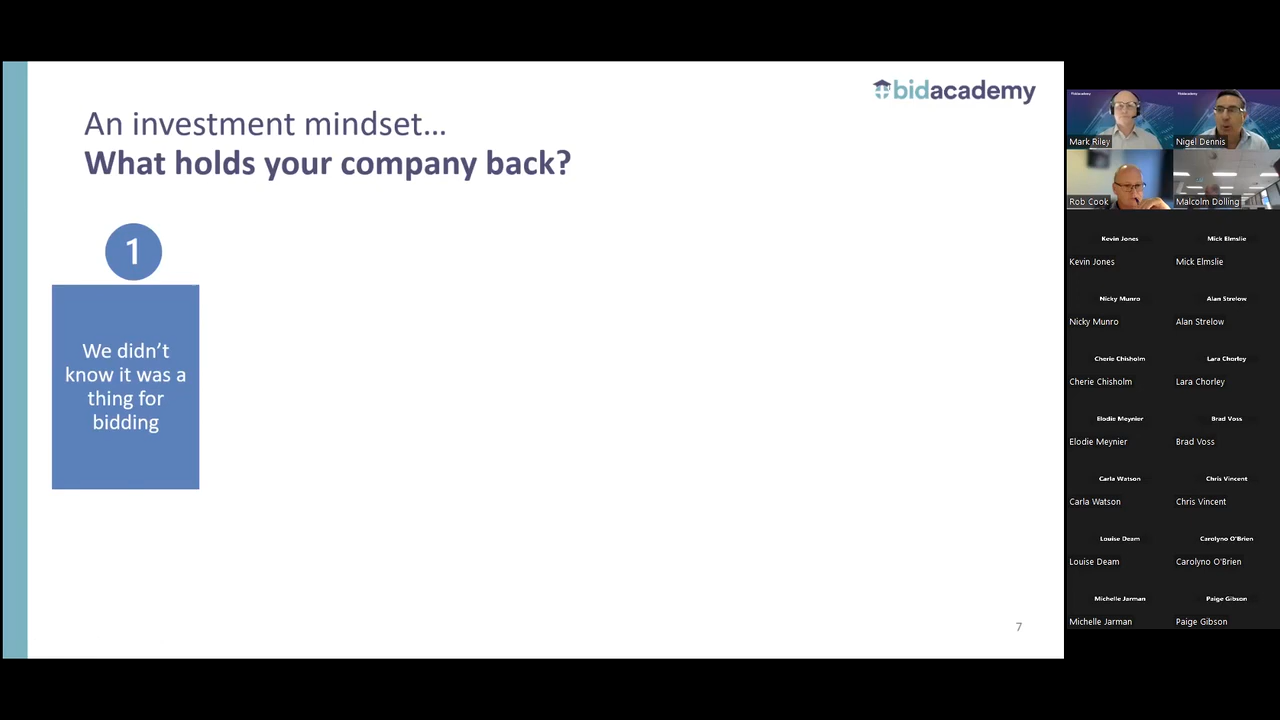 bidacademy
An investment mindset…
What holds your company back?
1
We didn’t
know it was a
thing for
bidding
7
Mark Riley
Nigel Dennis
Rob Cook
Malcolm Dolling
Kevin Jones
Mick Elmslie
Kevin Jones
Mick Elmslie
Nicky Munro
Alan Strelow
Nicky Munro
Alan Strelow
Cherie Chisholm
Lara Chorley
Cherie Chisholm
Lara Chorley
Elodie Meynier
Brad Voss
Elodie Meynier
Brad Voss
Carla Watson
Chris Vincent
Carla Watson
Chris Vincent
Louise Deam
Carolyno O'Brien
Louise Deam
Carolyno O'Brien
Michelle Jarman
Paige Gibson
Michelle Jarman
Paige Gibson